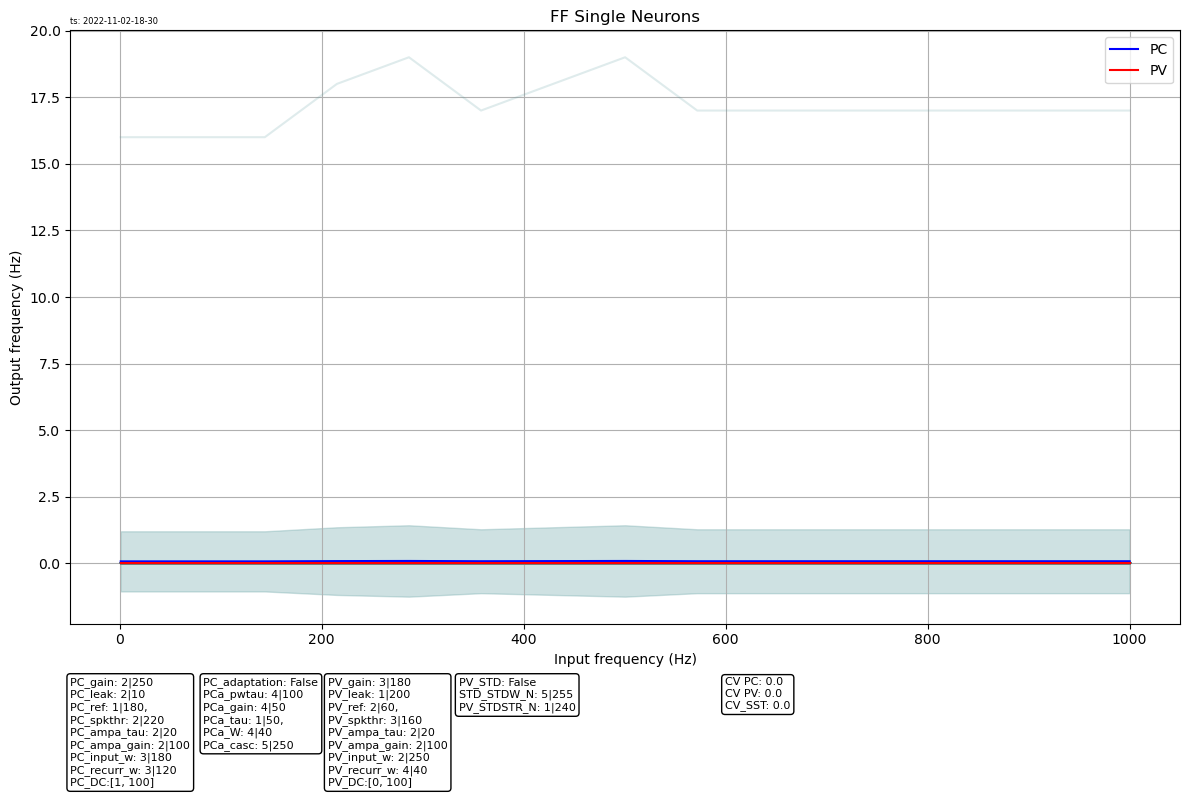 ts: 2022-11-02-18-30
FF Single Neurons
PC
PV
20.0
17.5
15.0
12.5
10.0
7.5
5.0
2.5
0.0
Output frequency (Hz)
0 200 400 600 800 1000
Input frequency (Hz)
PC_gain: 2|250
PC_leak: 2|10
PC_ref: 1|180,
PC_spkthr: 2|220
PC_ampa_tau: 2|20
PC_ampa_gain: 2|100
PC_input_w: 3|180
PC_recurr_w: 3|120
PC_DC:[1, 100]
PC_adaptation: False
PCa_pwtau: 4|100
PCa_gain: 4|50
PCa_tau: 1|50,
PCa_W: 4|40
PCa_casc: 5|250
PV_gain: 3|180
PV_leak: 1|200
PV_ref: 2|60,
PV_spkthr: 3|160
PV_ampa_tau: 2|20
PV_ampa_gain: 2|100
PV_input_w: 2|250
PV_recurr_w: 4|40
PV_DC:[0, 100]
PV_STD: False
STD_STDW_N: 5|255
PV_STDSTR_N: 1|240
CV PC: 0.0
CV PV: 0.0
CV_SST: 0.0